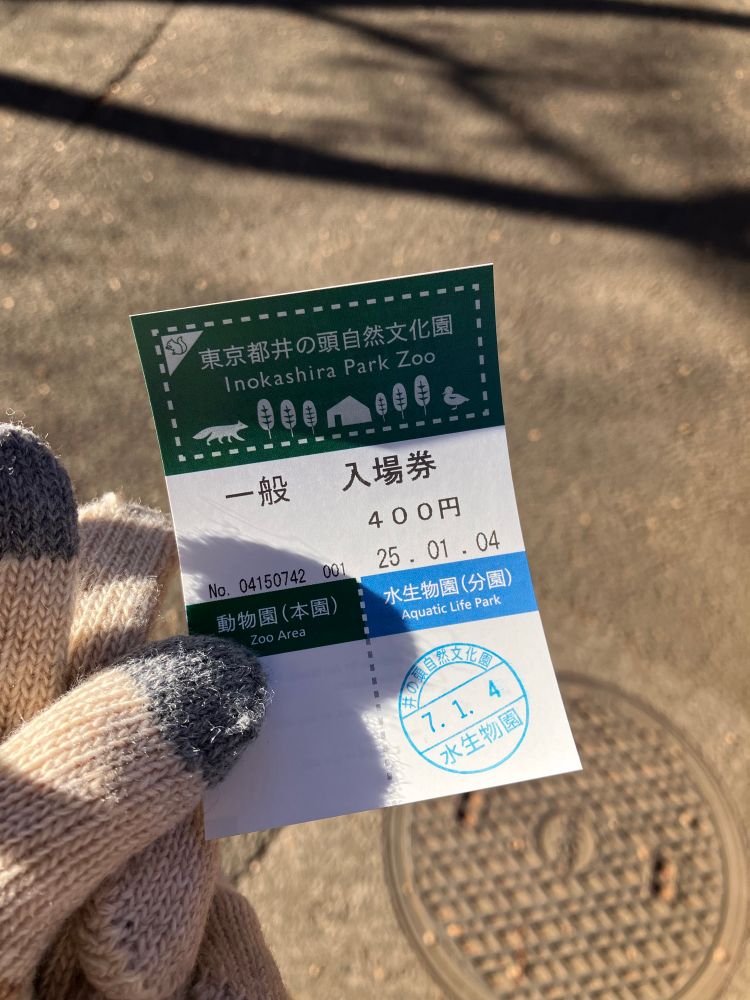 東京都井の頭自然文化園
Inokashira Park Zoo
一般 入場券
400円
25.01.04
No. 04150742 001
動物園(本園)
Zoo Area
水生物園(分園)
Aquatic Life Park
井の頭自然文化園
7. 1. 4
水生物園